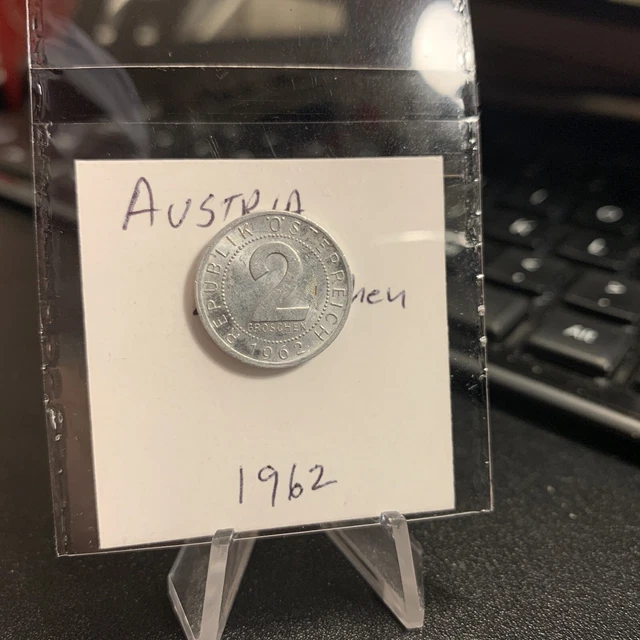 AUSTRIA
REPUBLIK ÖSTERREICH
2
GROSCHEN
1962
1962